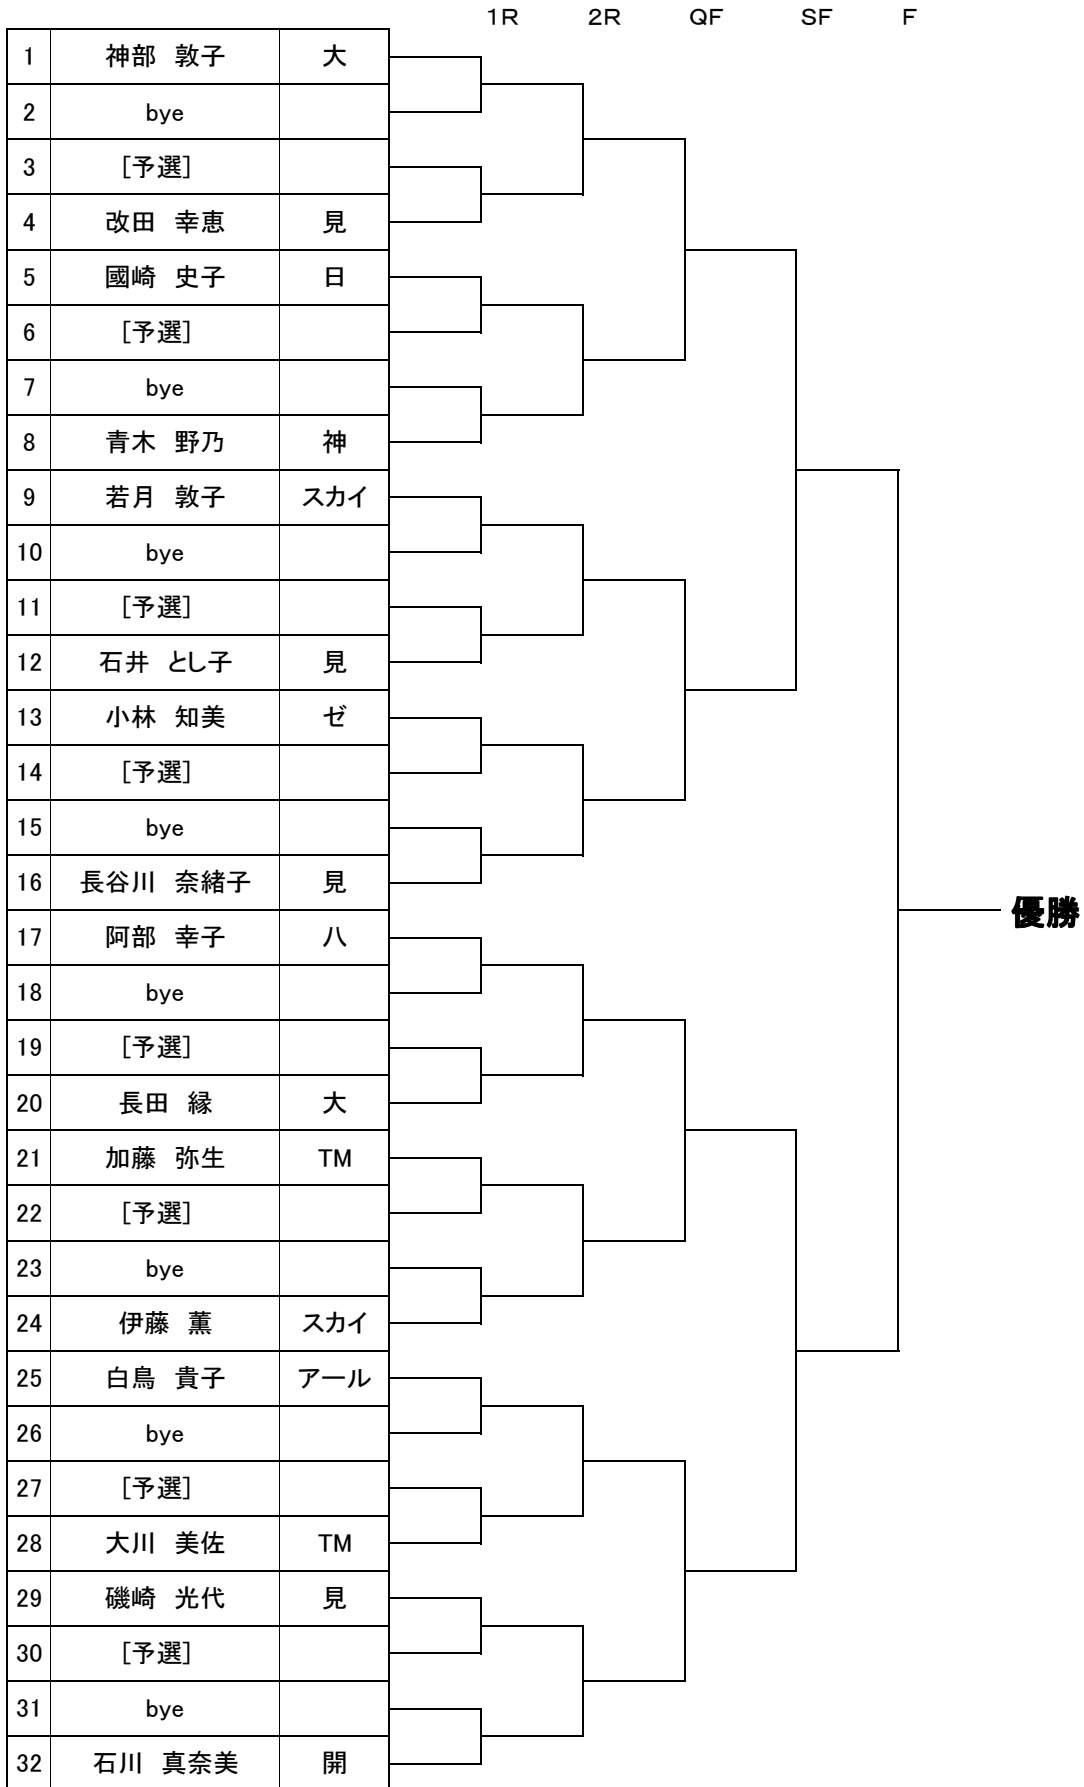 1R 2R QF SF F
1 神部 敦子 大
2 bye
3 [予選]
4 改田 幸恵 見
5 國崎 史子 日
6 [予選]
7 bye
8 青木 野乃 神
9 若月 敦子 スカイ
10 bye
11 [予選]
12 石井 とし子 見
13 小林 知美 ゼ
14 [予選]
15 bye
16 長谷川 奈緒子 見
優勝
17 阿部 幸子 八
18 bye
19 [予選]
20 長田 縁 大
21 加藤 弥生 TM
22 [予選]
23 bye
24 伊藤 薫 スカイ
25 白鳥 貴子 アール
26 bye
27 [予選]
28 大川 美佐 TM
29 磯崎 光代 見
30 [予選]
31 bye
32 石川 真奈美 開